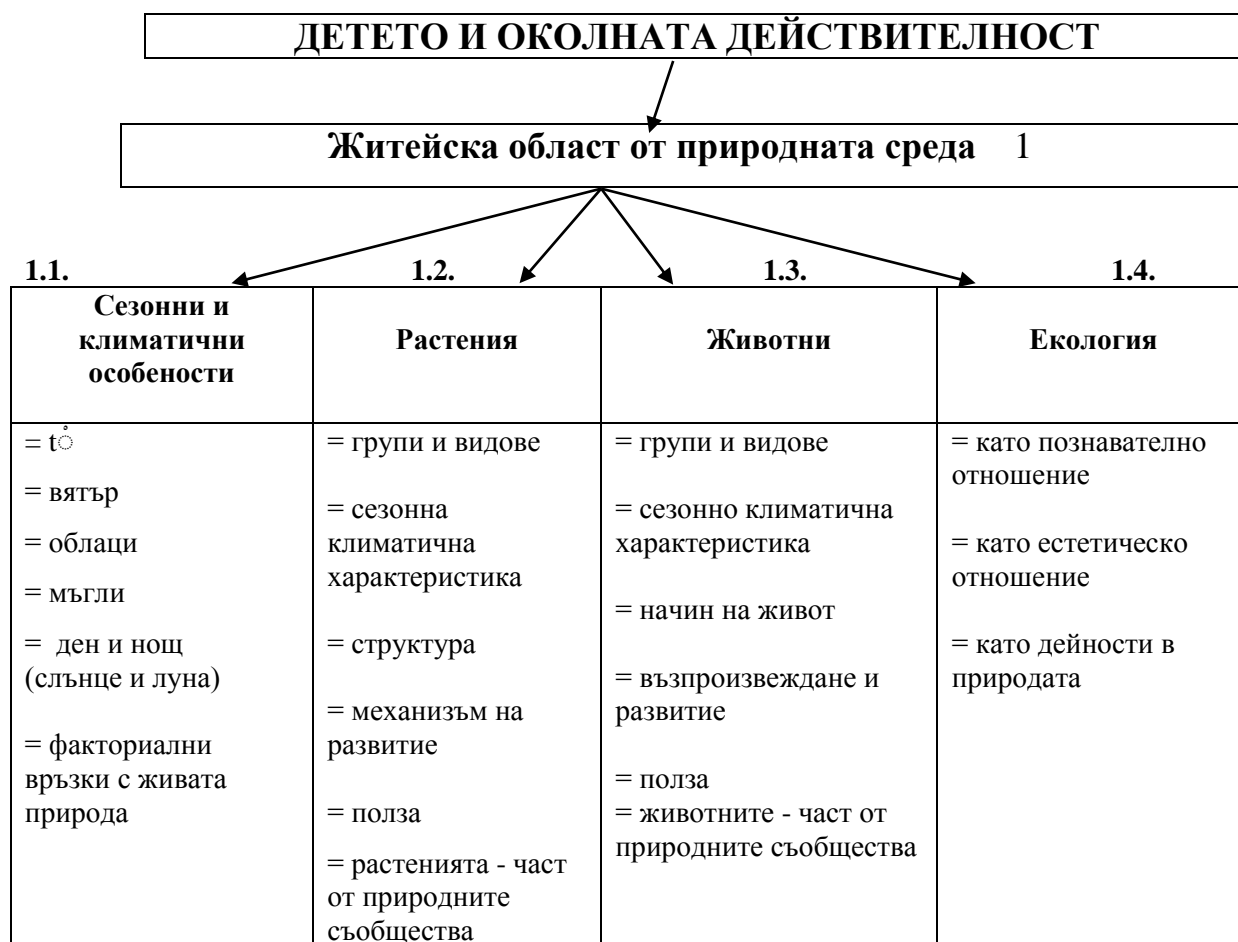 ДЕТЕТО И ОКОЛНАТА ДЕЙСТВИТЕЛНОСТ
Житейска област от природната среда 1
1.1. 1.2. 1.3. 1.4.
Сезонни и
климатични
особености
Растения
Животни
Екология
= t°
= вятър
= облаци
= мъгли
= ден и нощ
(слънце и луна)
= факториални
връзки с живата
природа
= групи и видове
= сезонна
климатична
характеристика
= структура
= механизъм на
развитие
= полза
= растенията - част
от природните
съобщества
= групи и видове
= сезонно климатична
характеристика
= начин на живот
= възпроизвеждане и
развитие
= полза
= животните - част от
природните съобщества
= като познавателно
отношение
= като естетическо
отношение
= като дейности в
природата